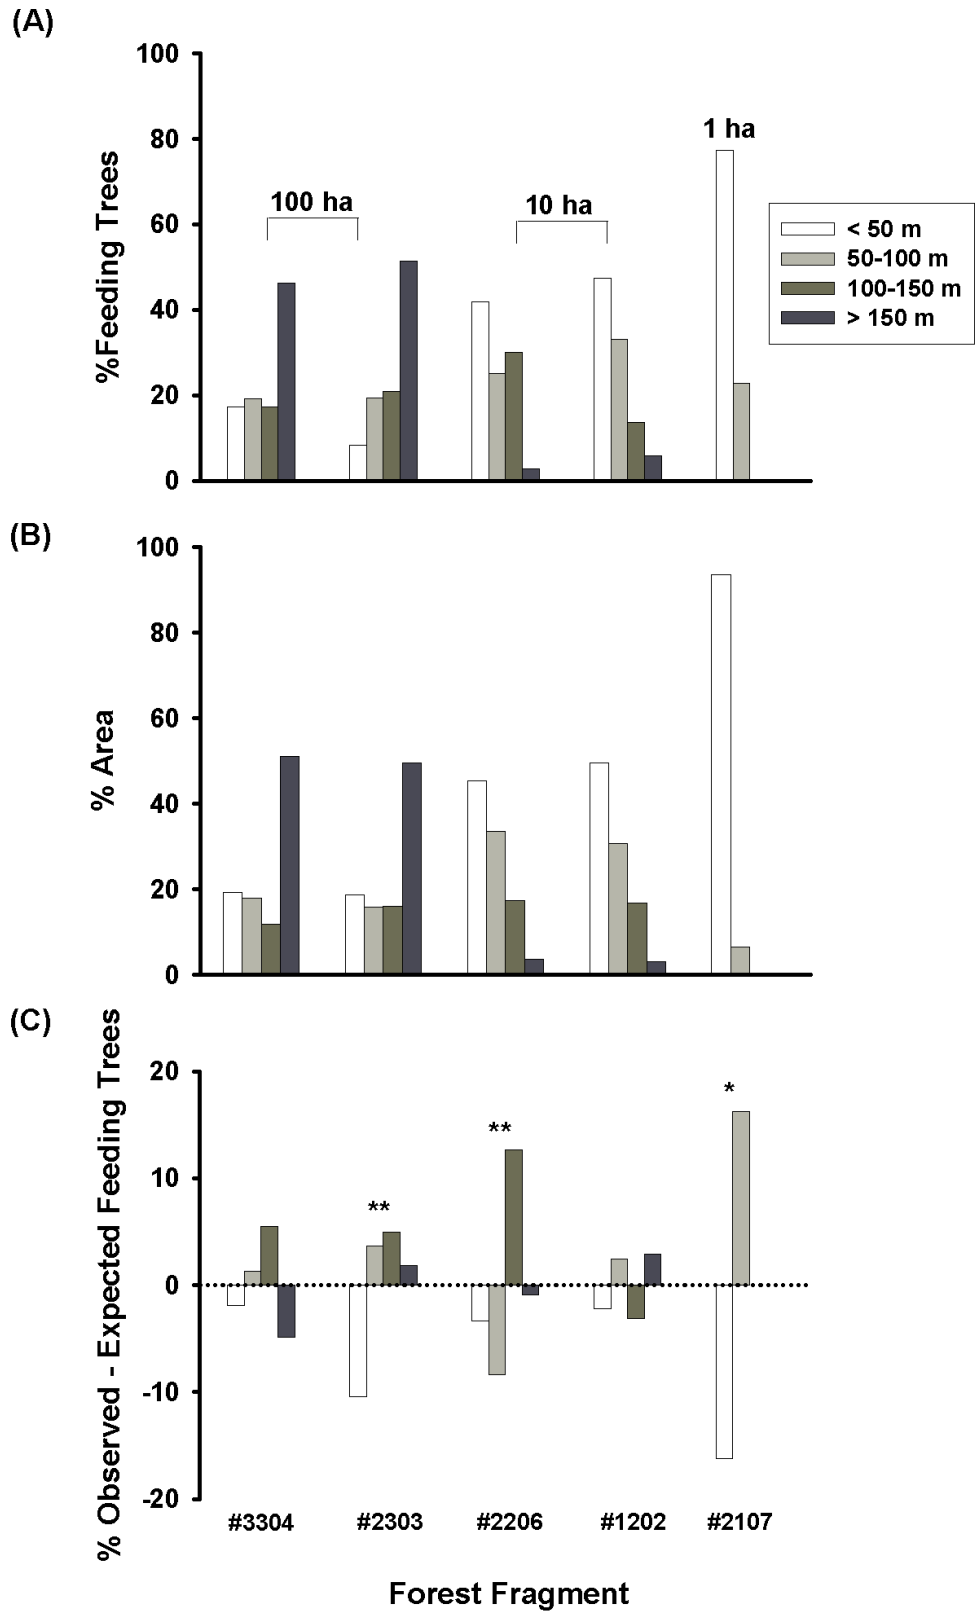 (A)
%Feeding Trees
100
80
60
40
20
0
100 ha
10 ha
1 ha
< 50 m
50-100 m
100-150 m
> 150 m
(B)
% Area
100
80
60
40
20
0
(C)
% Observed - Expected Feeding Trees
20
10
0
-10
-20
**
**
*
#3304 #2303 #2206 #1202 #2107
Forest Fragment